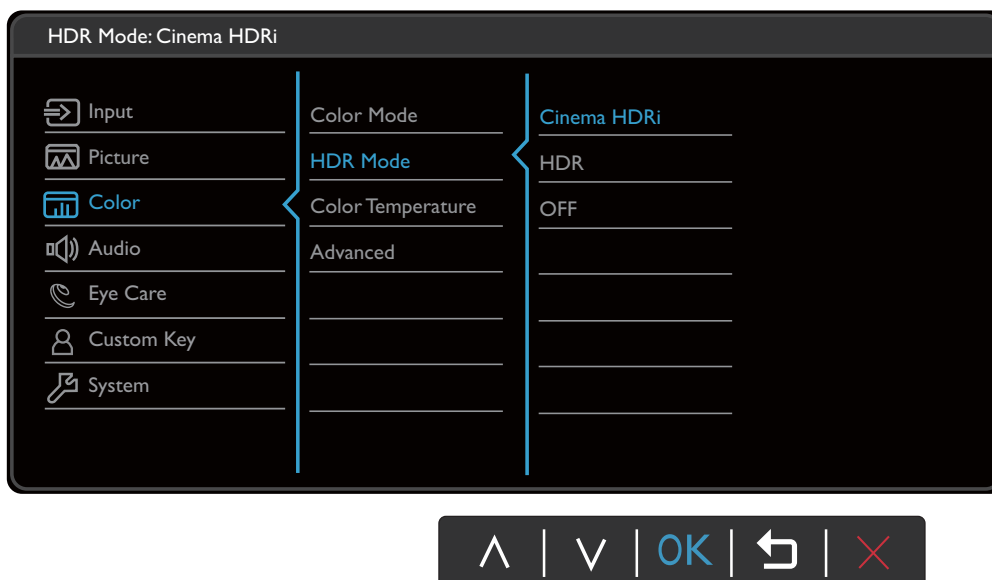 HDR Mode: Cinema HDRi
Input
Picture
Color
Audio
Eye Care
Custom Key
System
Color Mode
HDR Mode
Color Temperature
Advanced
Cinema HDRi
HDR
OFF
OK